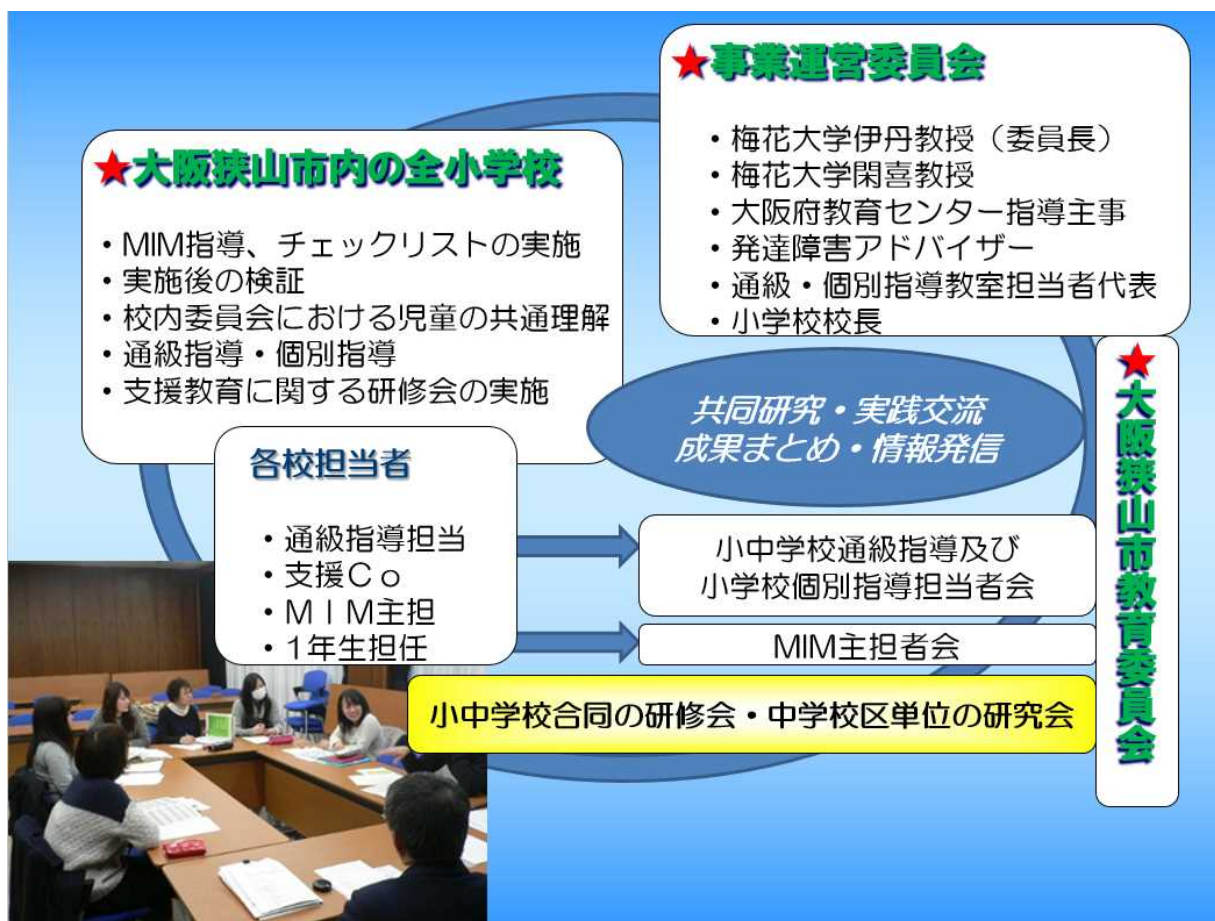 ★事業運営委員会
・梅花大学伊丹教授（委員長）
・梅花大学閑喜教授
・大阪府教育センター指導主事
・発達障害アドバイザー
・通級・個別指導教室担当者代表
・小学校校長
★大阪狭山市内の全小学校
・MIM指導、チェックリストの実施
・実施後の検証
・校内委員会における児童の共通理解
・通級指導・個別指導
・支援教育に関する研修会の実施
共同研究・実践交流
成果まとめ・情報発信
★大阪狭山市教育委員会
各校担当者
・通級指導担当
・支援Ｃｏ
・ＭＩＭ主担
・1年生担任
小中学校通級指導及び
小学校個別指導担当者会
MIM主担者会
小中学校合同の研修会・中学校区単位の研究会